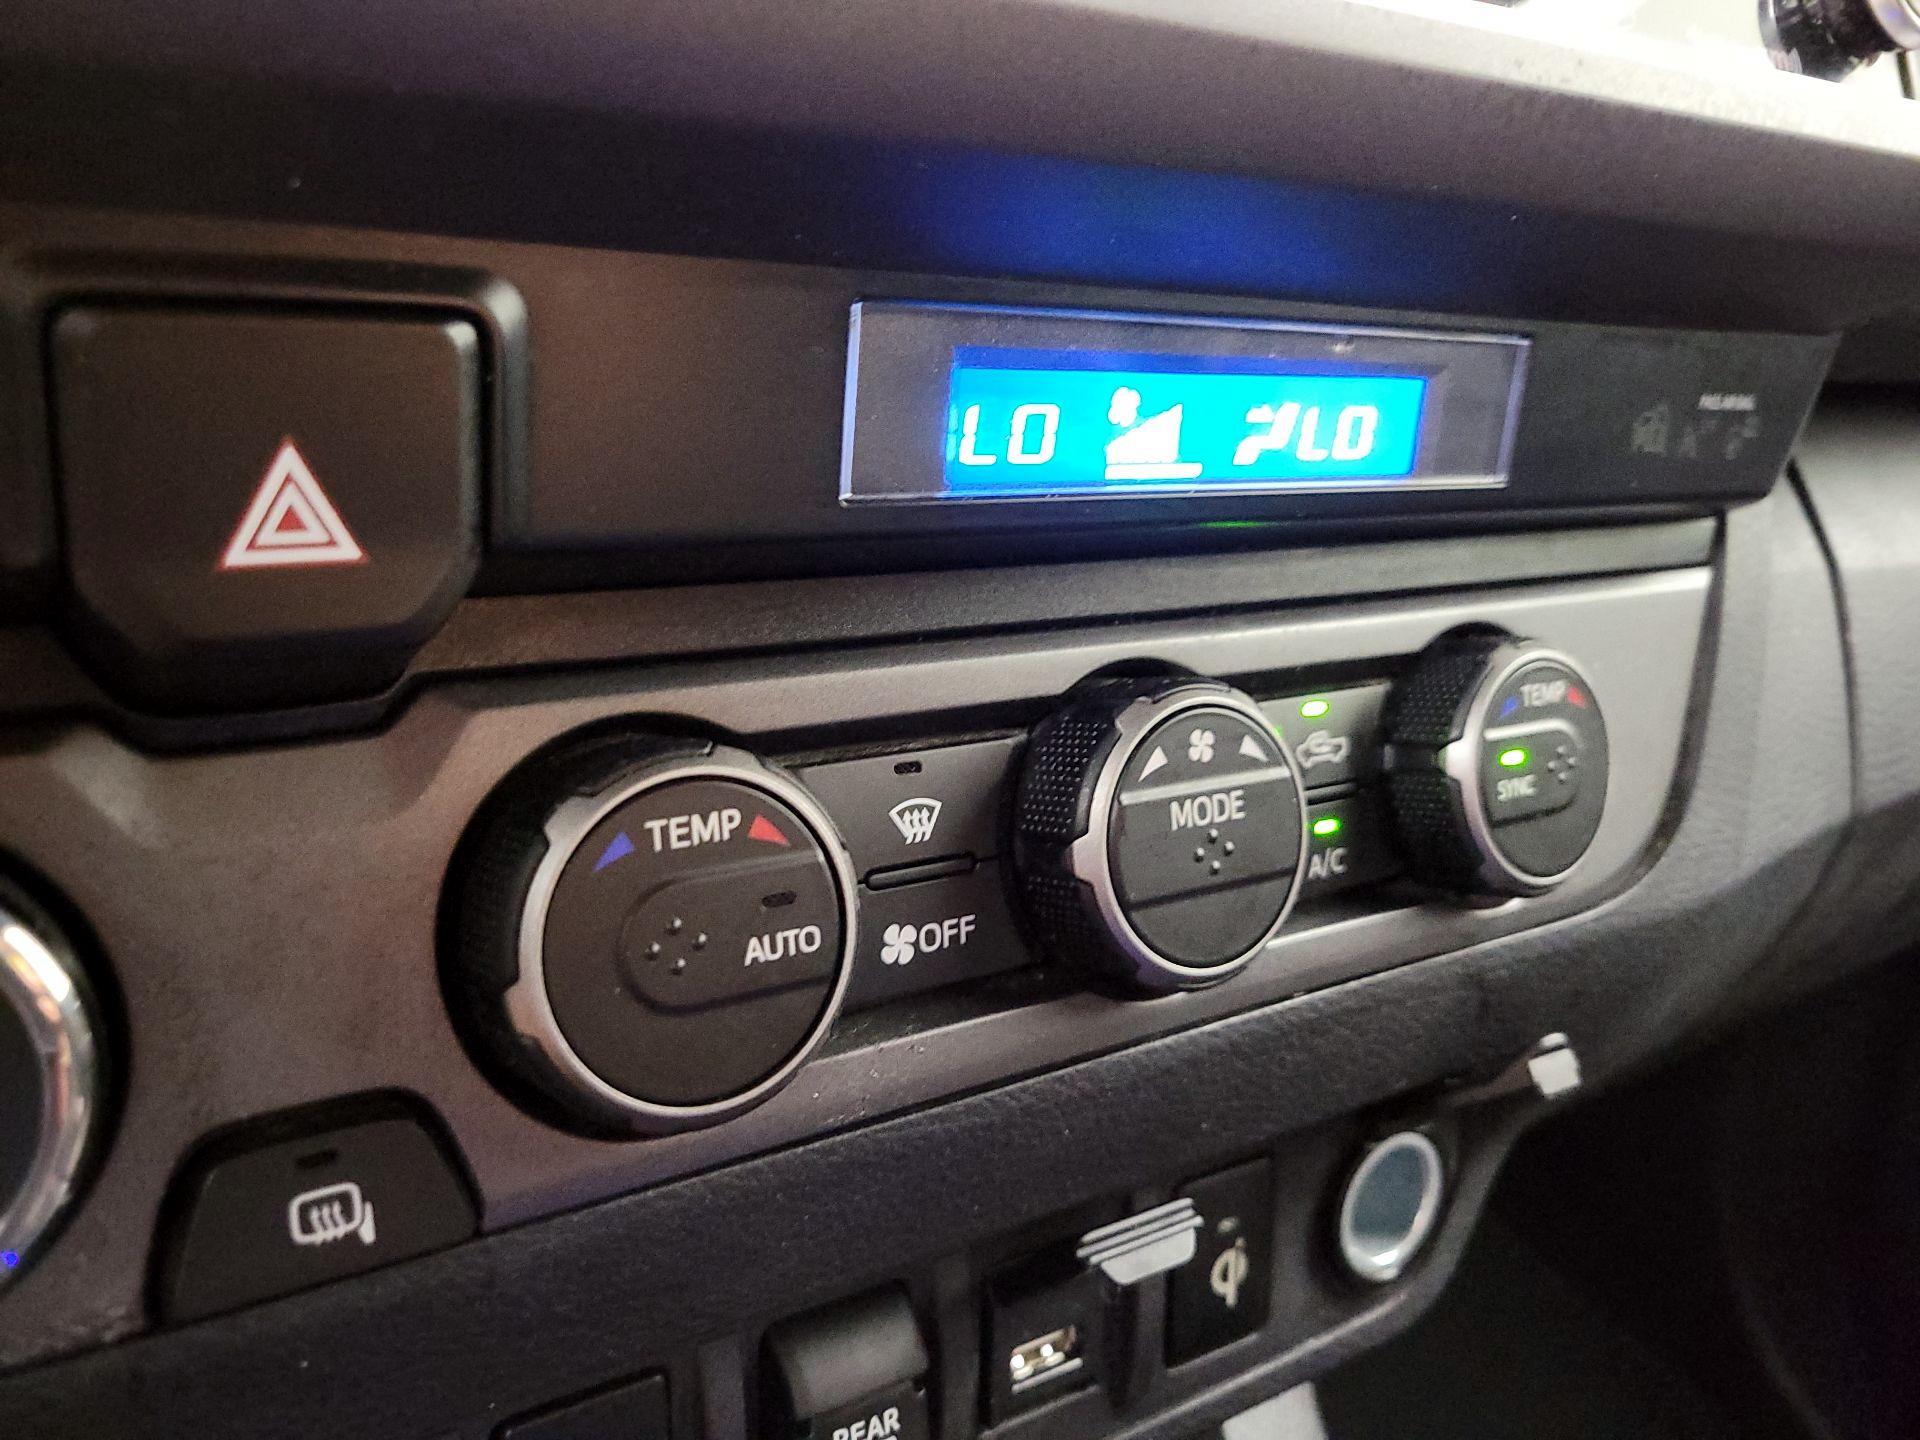 LO LO
TEMP
AUTO
OFF
MODE
A/C
TEMP
SYNC
REAR